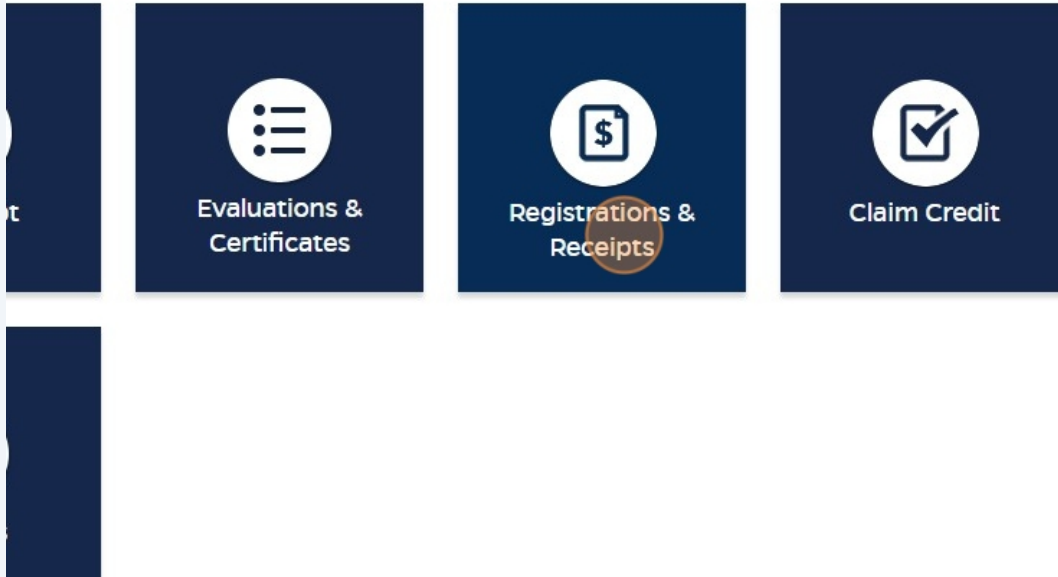 Evaluations &
Certificates
$
Registrations &
Receipts
Claim Credit